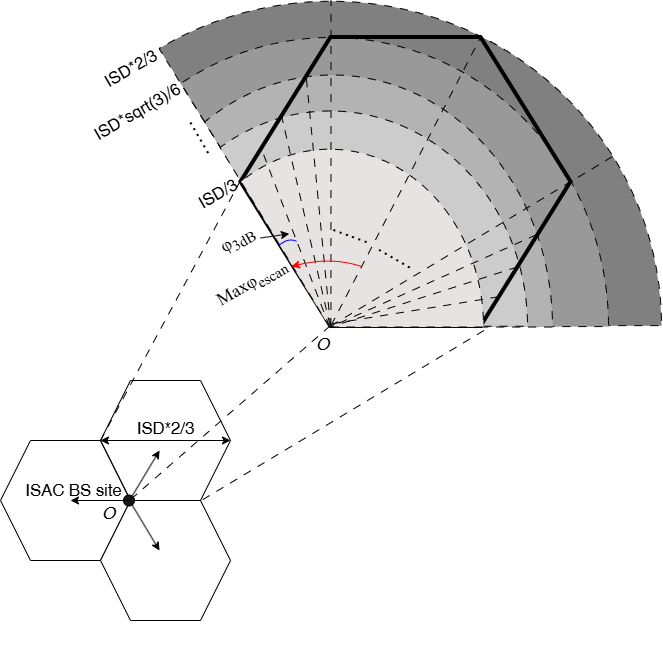 ISD*2/3
ISD*sqrt(3)/6
ISD/3
φ3dB
Maxφescan
O
ISD*2/3
ISAC BS site
O